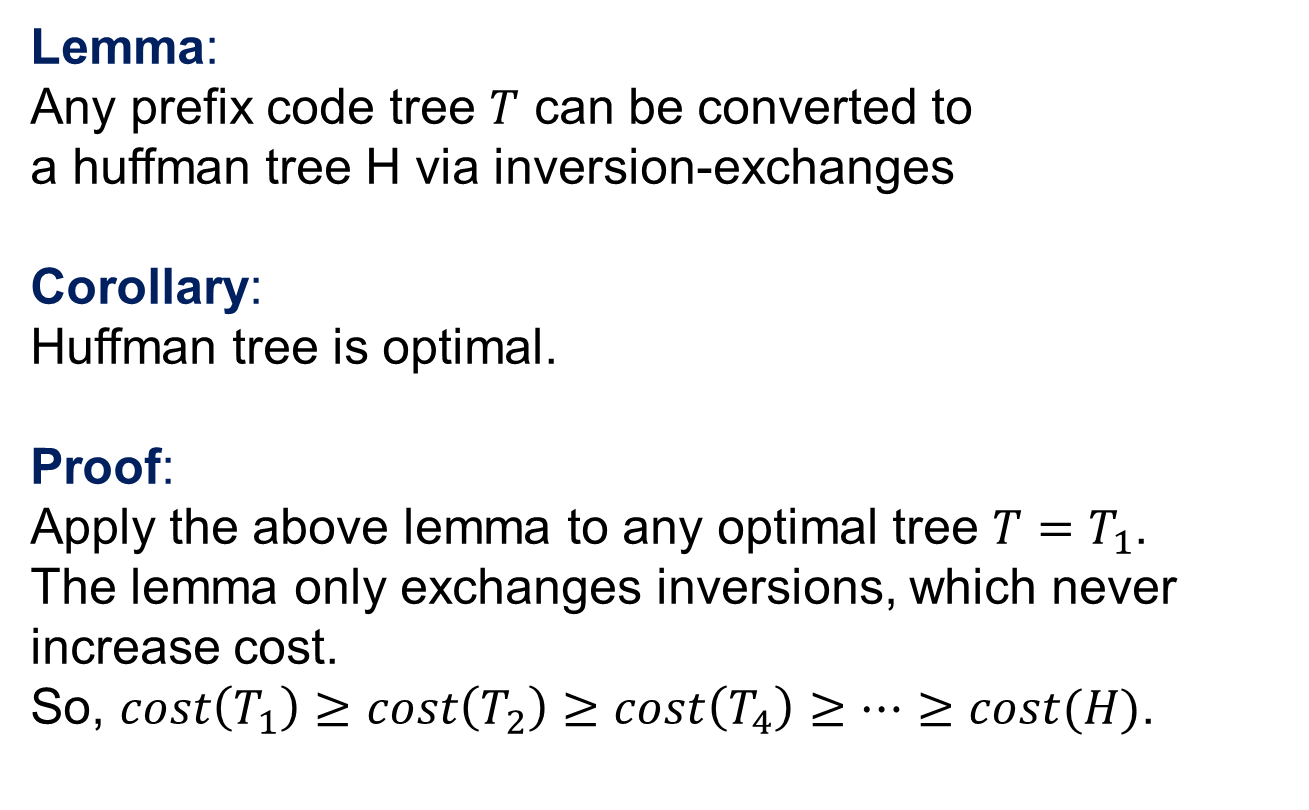 Lemma:
Any prefix code tree 𝑇 can be converted to
a huffman tree H via inversion-exchanges
Corollary:
Huffman tree is optimal.
Proof:
Apply the above lemma to any optimal tree 𝑇 = 𝑇₁.
The lemma only exchanges inversions, which never
increase cost.
So, 𝑐𝑜𝑠𝑡(𝑇₁) ≥ 𝑐𝑜𝑠𝑡(𝑇₂) ≥ 𝑐𝑜𝑠𝑡(𝑇₄) ≥ ⋯ ≥ 𝑐𝑜𝑠𝑡(𝐻).